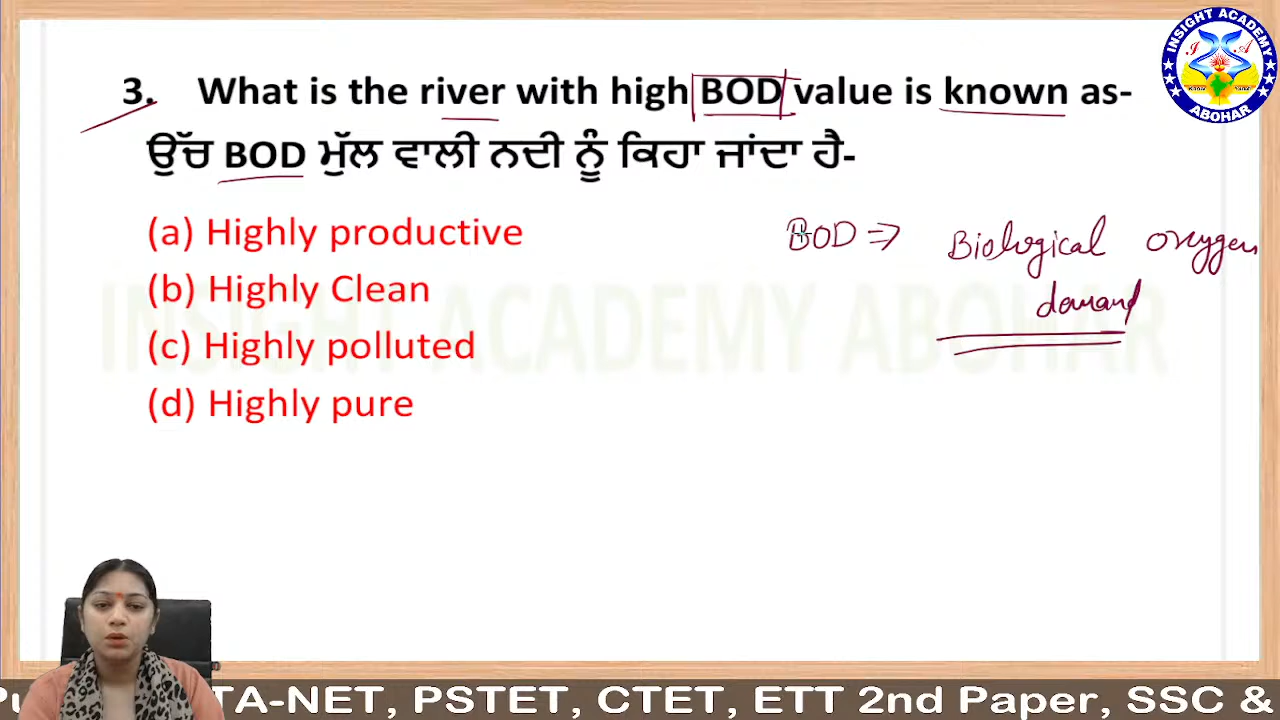 3. What is the river with high BOD value is known as-
ਉੱਚ BOD ਮੁੱਲ ਵਾਲੀ ਨਦੀ ਨੂੰ ਕਿਹਾ ਜਾਂਦਾ ਹੈ-
(a) Highly productive
(b) Highly Clean
(c) Highly polluted
(d) Highly pure
BOD ⇒ Biological oxygen
demand
INSIGHT ACADEMY ABOHAR
INSIGHT ACADEMY
I A
ABOHAR
TA-NET, PSTET, CTET, ETT 2nd Paper, SSC &